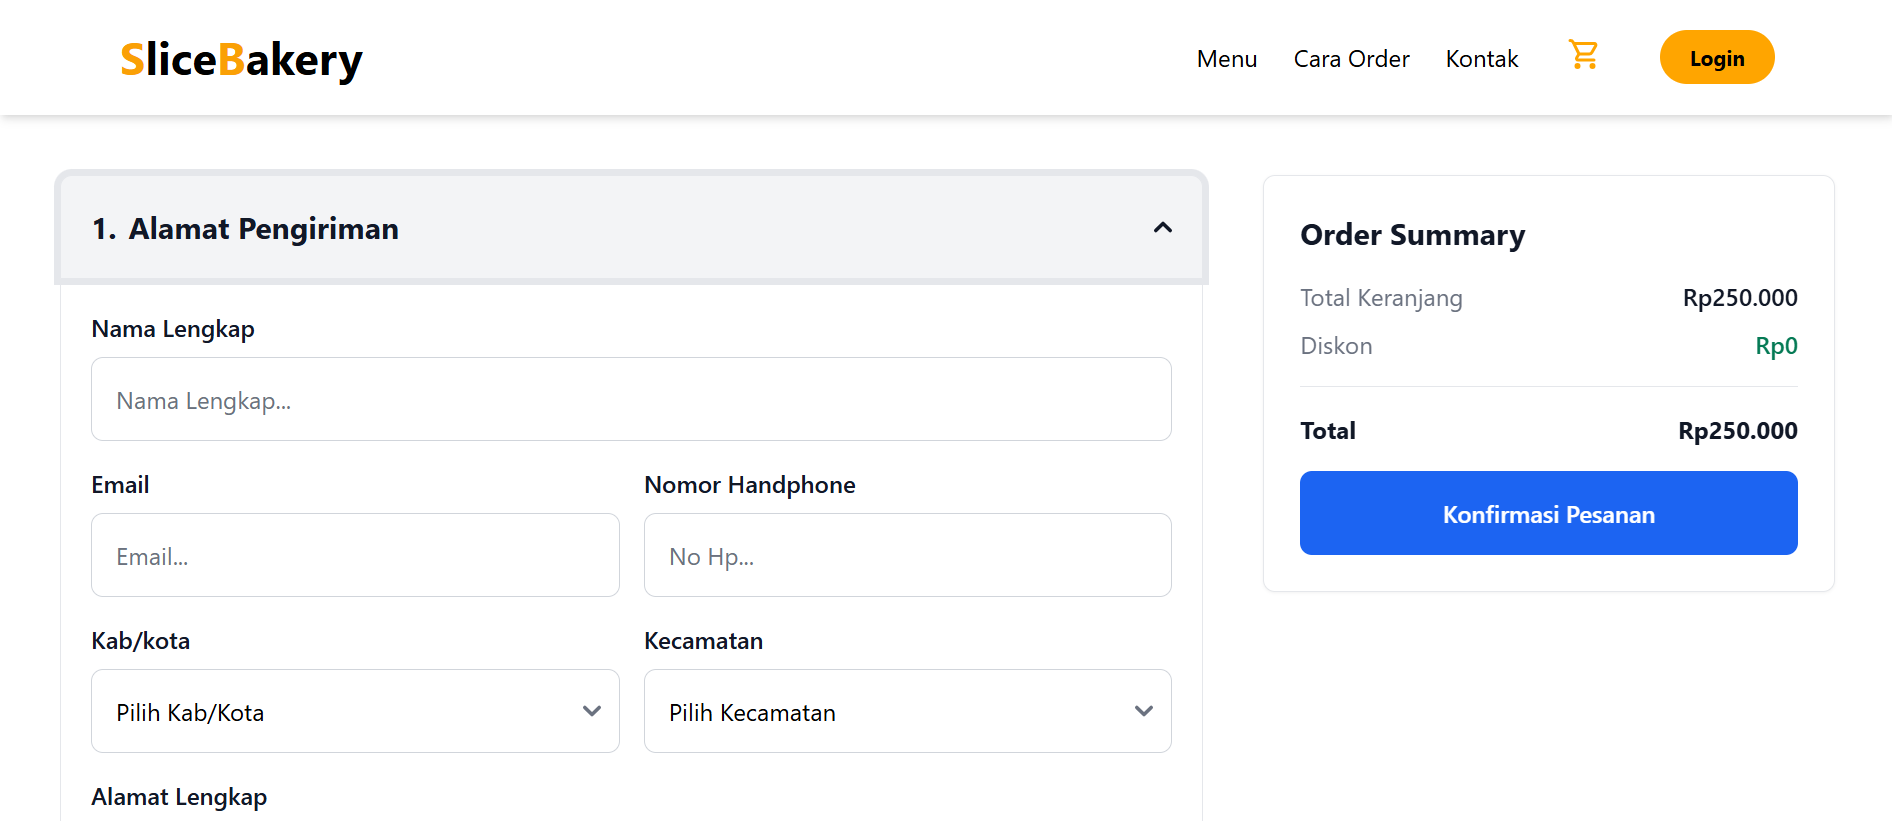 SliceBakery
Menu
Cara Order
Kontak
Login
1. Alamat Pengiriman
Nama Lengkap
Nama Lengkap...
Email
Nomor Handphone
Email...
No Hp...
Kab/kota
Kecamatan
Pilih Kab/Kota
Pilih Kecamatan
Alamat Lengkap
Order Summary
Total Keranjang Rp250.000
Diskon Rp0
Total Rp250.000
Konfirmasi Pesanan